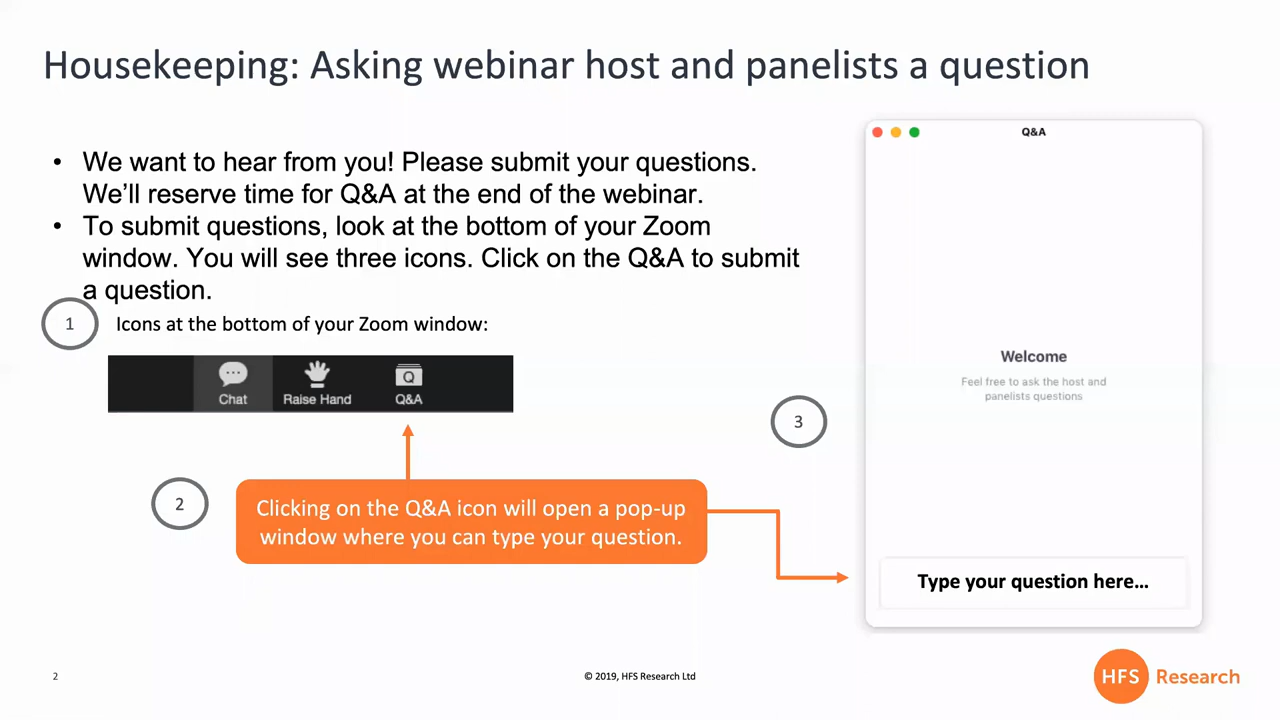 Housekeeping: Asking webinar host and panelists a question
• We want to hear from you! Please submit your questions.
We’ll reserve time for Q&A at the end of the webinar.
• To submit questions, look at the bottom of your Zoom
window. You will see three icons. Click on the Q&A to submit
a question.
1
Icons at the bottom of your Zoom window:
Chat
Raise Hand
Q
Q&A
2
Clicking on the Q&A icon will open a pop-up
window where you can type your question.
3
Q&A
Welcome
Feel free to ask the host and
panelists questions
Type your question here…
2
© 2019, HFS Research Ltd
HFS Research